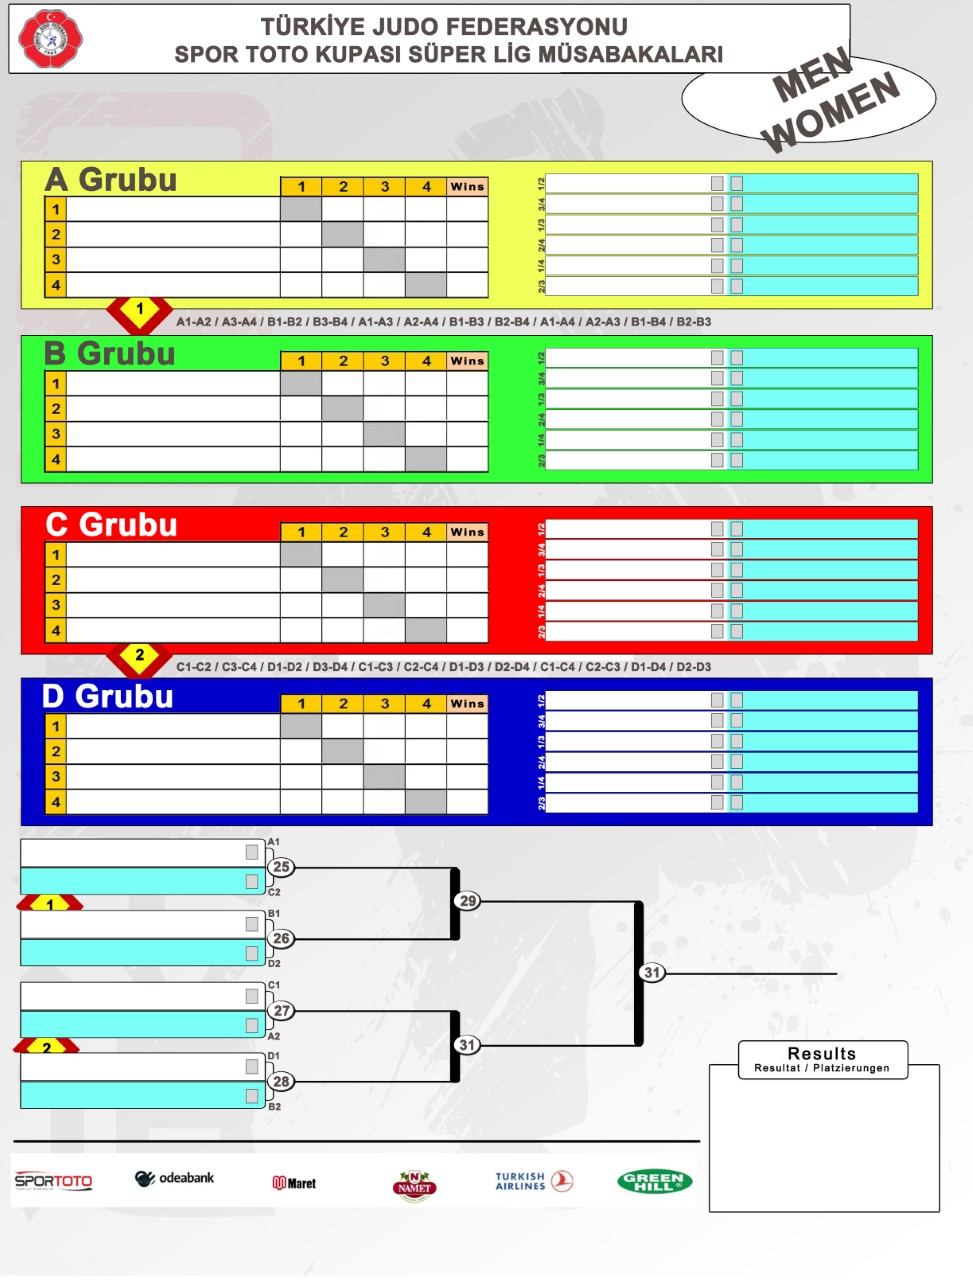 TÜRKİYE JUDO FEDERASYONU
SPOR TOTO KUPASI SÜPER LİG MÜSABAKALARI
MEN
WOMEN
A Grubu
1 2 3 4 Wins
1
2
3
4
1/2
3/4
1/3
2/4
1/4
2/3
1
A1-A2 / A3-A4 / B1-B2 / B3-B4 / A1-A3 / A2-A4 / B1-B3 / B2-B4 / A1-A4 / A2-A3 / B1-B4 / B2-B3
B Grubu
1 2 3 4 Wins
1
2
3
4
1/2
3/4
1/3
2/4
1/4
2/3
C Grubu
1 2 3 4 Wins
1
2
3
4
1/2
3/4
1/3
2/4
1/4
2/3
2
C1-C2 / C3-C4 / D1-D2 / D3-D4 / C1-C3 / C2-C4 / D1-D3 / D2-D4 / C1-C4 / C2-C3 / D1-D4 / D2-D3
D Grubu
1 2 3 4 Wins
1
2
3
4
1/2
3/4
1/3
2/4
1/4
2/3
A1
25
C2
1
B1
26
D2
29
C1
27
A2
2
D1
28
B2
31
31
Results
Resultat / Platzierungen
SPORTOTO
odeabank
Maret
NAMET
TURKISH
AIRLINES
GREEN
HILL